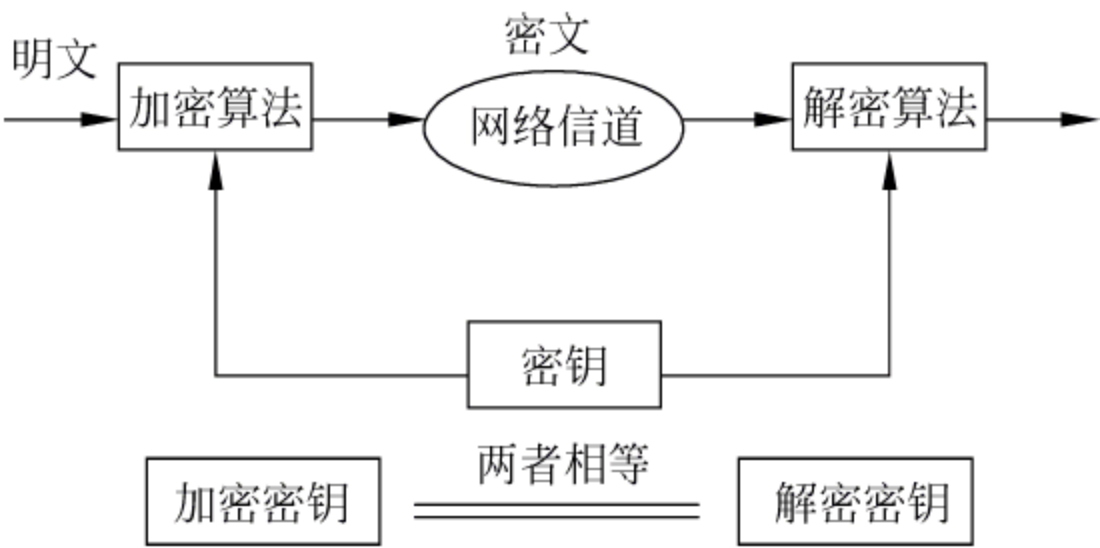 明文
密文
加密算法
网络信道
解密算法
密钥
两者相等
加密密钥
解密密钥